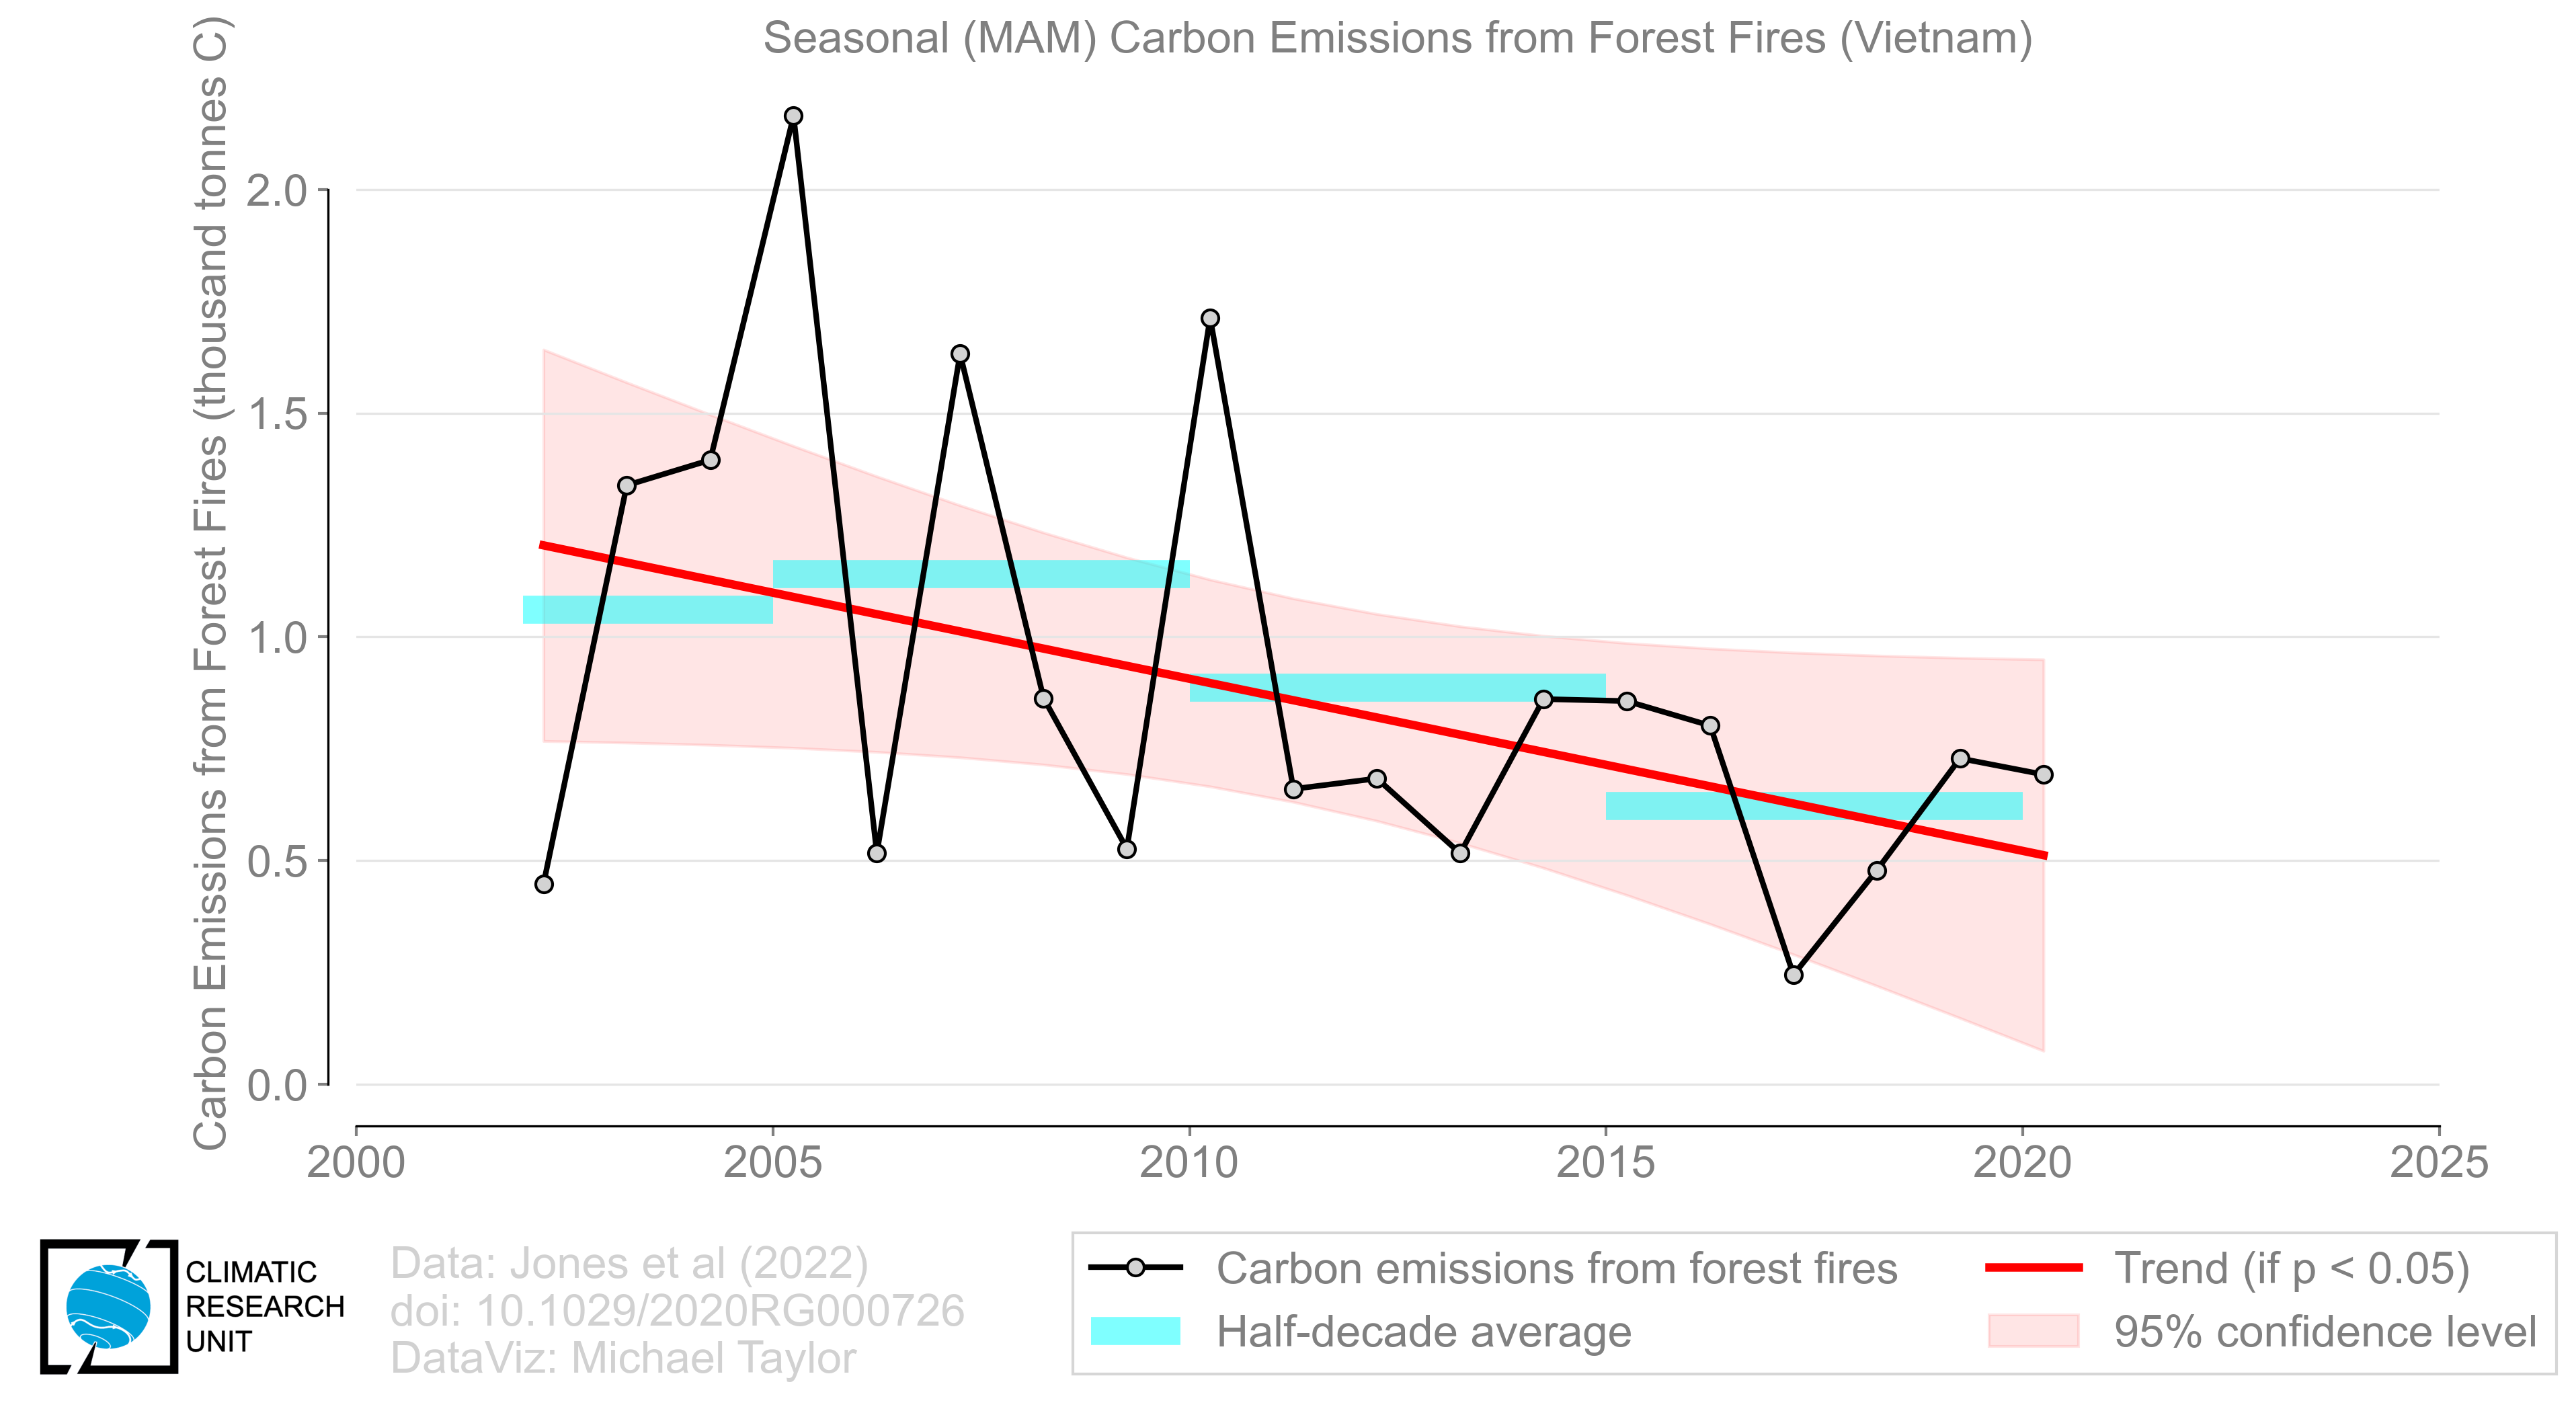 Seasonal (MAM) Carbon Emissions from Forest Fires (Vietnam)
Carbon Emissions from Forest Fires (thousand tonnes C)
2.0
1.5
1.0
0.5
0.0
2000
2005
2010
2015
2020
2025
CLIMATIC
RESEARCH
UNIT
Data: Jones et al (2022)
doi: 10.1029/2020RG000726
DataViz: Michael Taylor
Carbon emissions from forest fires
Half-decade average
Trend (if p < 0.05)
95% confidence level